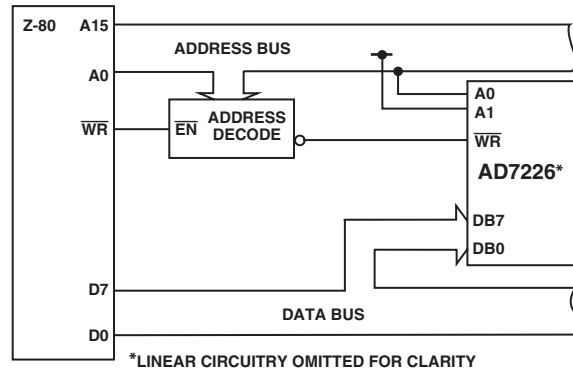 Z-80
A15
ADDRESS BUS
A0
A0
A1
WR
EN
ADDRESS
DECODE
WR
AD7226*
DB7
DB0
D7
DATA BUS
D0
*LINEAR CIRCUITRY OMITTED FOR CLARITY